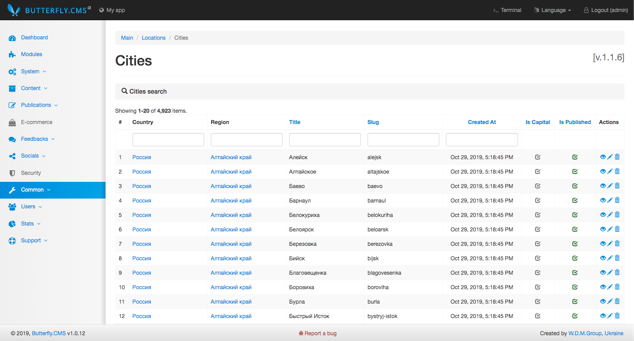 BUTTERFLY.CMS My app Terminal Language Logout (admin)
Dashboard
Modules
System
Content
Publications
E-commerce
Feedbacks
Socials
Security
Common
Users
Stats
Support
Main / Locations / Cities
Cities [v.1.1.6]
Cities search
Showing 1-20 of 4,923 items.
# Country Region Title Slug Created At Is Capital Is Published Actions
1 Россия Алтайский край Алейск alejsk Oct 29, 2019, 5:18:45 PM
2 Россия Алтайский край Алтайское altajskoe Oct 29, 2019, 5:18:45 PM
3 Россия Алтайский край Баево baevo Oct 29, 2019, 5:18:45 PM
4 Россия Алтайский край Барнаул barnaul Oct 29, 2019, 5:18:45 PM
5 Россия Алтайский край Белокуриха belokuriha Oct 29, 2019, 5:18:45 PM
6 Россия Алтайский край Белоярск beloarsk Oct 29, 2019, 5:18:45 PM
7 Россия Алтайский край Березовка berezovka Oct 29, 2019, 5:18:45 PM
8 Россия Алтайский край Бийск bijsk Oct 29, 2019, 5:18:45 PM
9 Россия Алтайский край Благовещенка blagovesenka Oct 29, 2019, 5:18:45 PM
10 Россия Алтайский край Боровиха boroviha Oct 29, 2019, 5:18:45 PM
11 Россия Алтайский край Бурла burla Oct 29, 2019, 5:18:45 PM
12 Россия Алтайский край Быстрый Исток bystryj-istok Oct 29, 2019, 5:18:45 PM
© 2019, Butterfly.CMS v1.0.12 Report a bug Created by W.D.M.Group, Ukraine